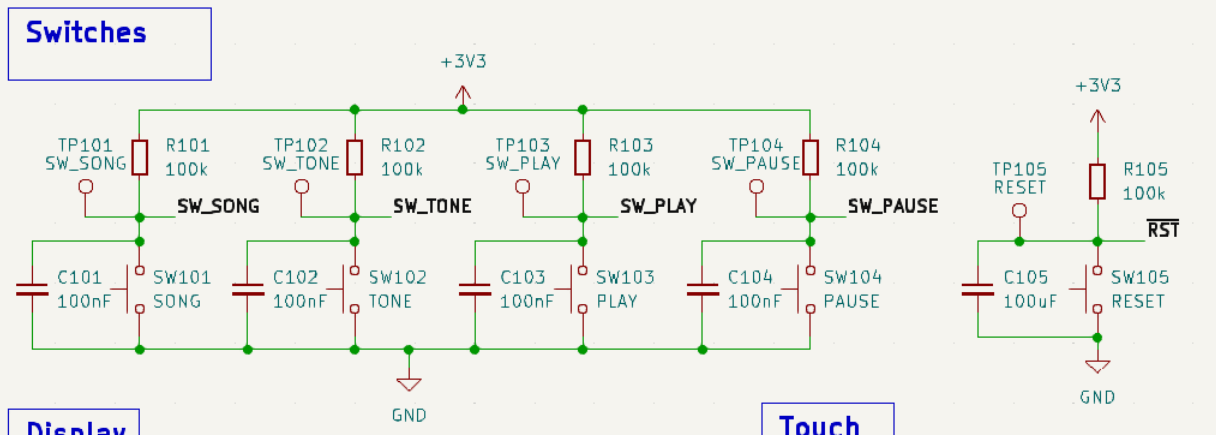 Switches
+3V3
TP101
SW_SONG
R101
100k
SW_SONG
C101
100nF
SW101
SONG
TP102
SW_TONE
R102
100k
SW_TONE
C102
100nF
SW102
TONE
TP103
SW_PLAY
R103
100k
SW_PLAY
C103
100nF
SW103
PLAY
TP104
SW_PAUSE
R104
100k
SW_PAUSE
C104
100nF
SW104
PAUSE
GND
+3V3
TP105
RESET
R105
100k
RST
C105
100uF
SW105
RESET
GND
Display
Touch